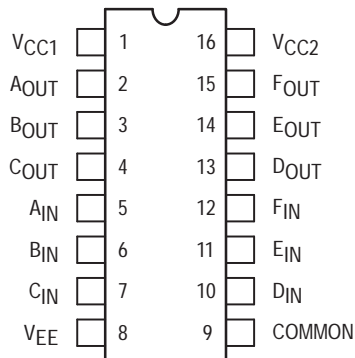 VCC1 1 16 VCC2
AOUT 2 15 FOUT
BOUT 3 14 EOUT
COUT 4 13 DOUT
AIN 5 12 FIN
BIN 6 11 EIN
CIN 7 10 DIN
VEE 8 9 COMMON